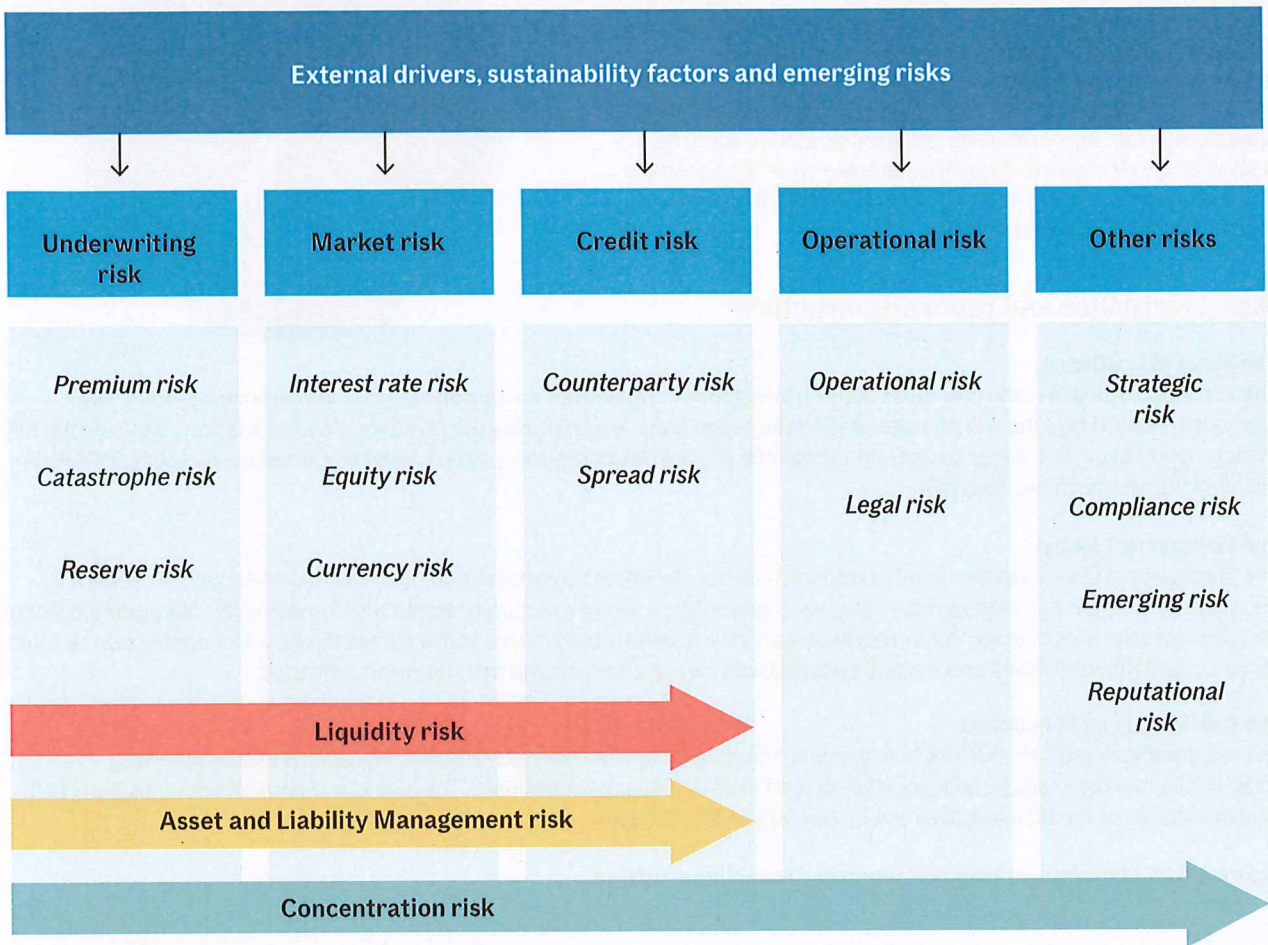 External drivers, sustainability factors and emerging risks
Underwriting
risk
Market risk
Credit risk
Operational risk
Other risks
Premium risk
Catastrophe risk
Reserve risk
Interest rate risk
Equity risk
Currency risk
Counterparty risk
Spread risk
Operational risk
Legal risk
Strategic
risk
Compliance risk
Emerging risk
Reputational
risk
Liquidity risk
Asset and Liability Management risk
Concentration risk